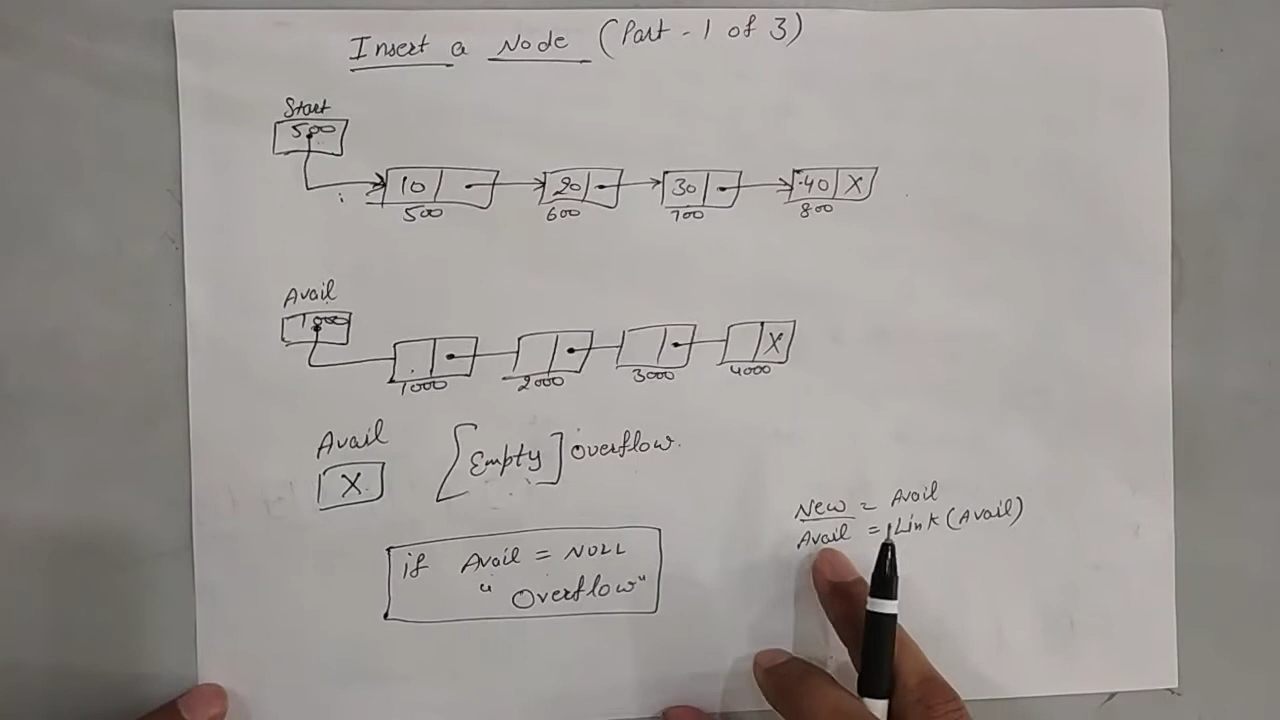 Insert a Node (Part - 1 of 3)
Start
500
10 20 30 40 X
500 600 700 800
Avail
1000
X
1000 2000 3000 4000
Avail
X [Empty] overflow.
New = Avail
Avail = Link (Avail)
if Avail = NULL
"Overflow"